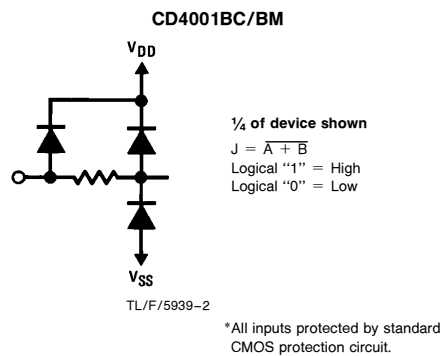 CD4001BC/BM
VDD
¼ of device shown
J = A + B
Logical “1” = High
Logical “0” = Low
VSS
TL/F/5939–2
*All inputs protected by standard
CMOS protection circuit.